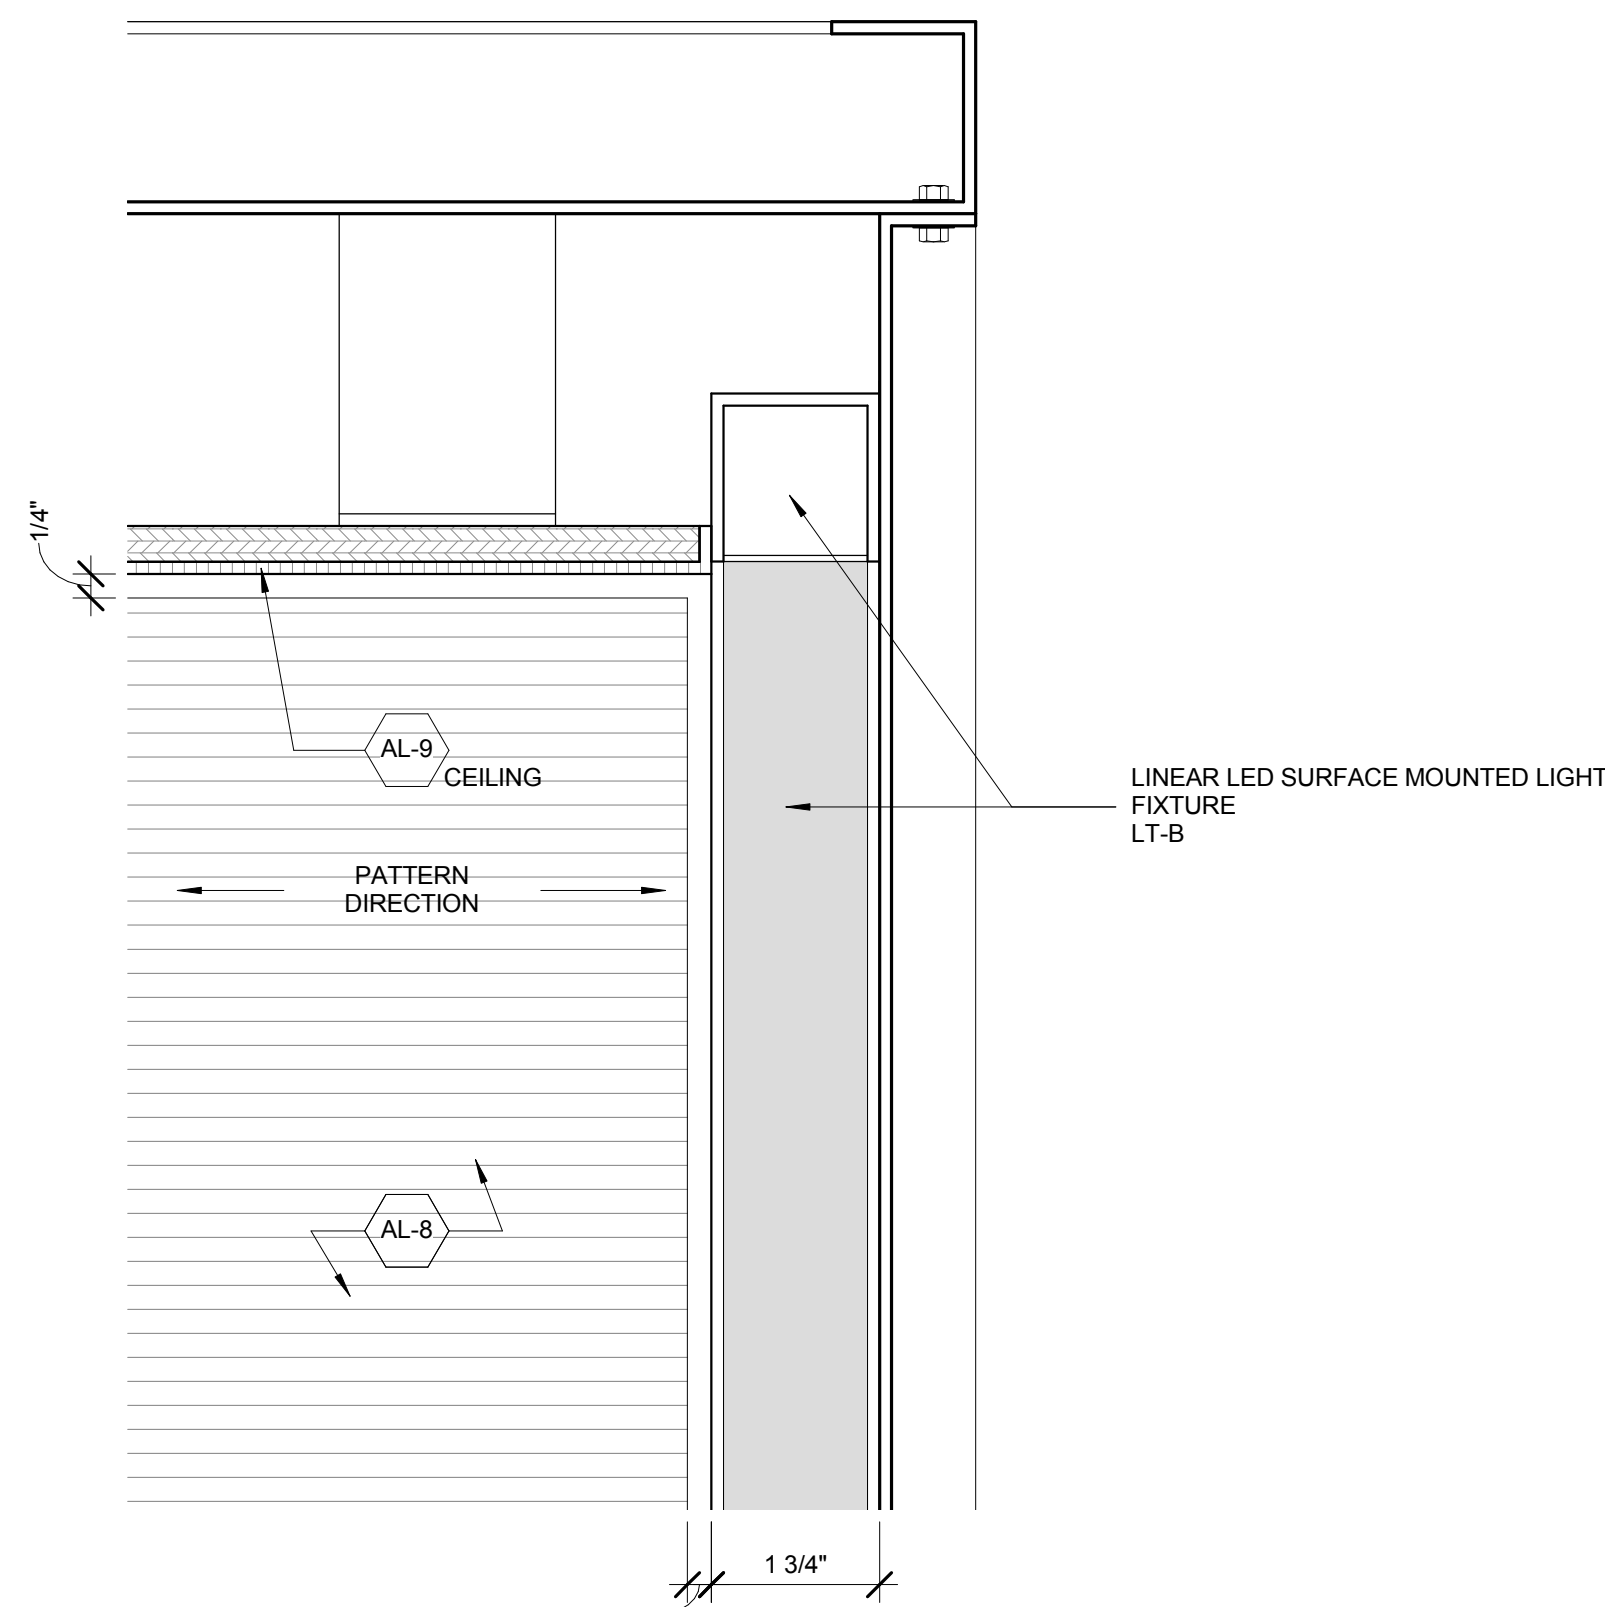 1/4"
AL-9
CEILING
LINEAR LED SURFACE MOUNTED LIGHT
FIXTURE
LT-B
PATTERN
DIRECTION
AL-8
1 3/4"